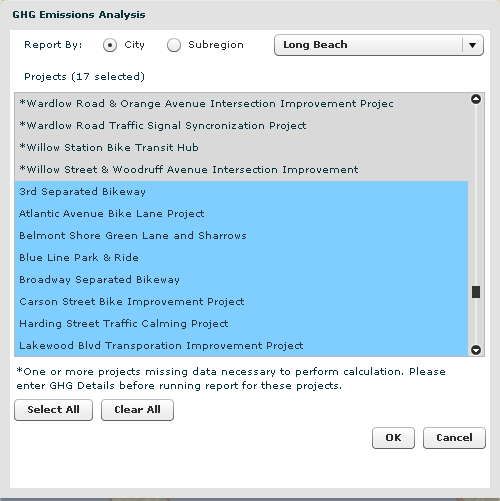 GHG Emissions Analysis
Report By: City Subregion Long Beach
Projects (17 selected)
*Wardlow Road & Orange Avenue Intersection Improvement Projec
*Wardlow Road Traffic Signal Syncronization Project
*Willow Station Bike Transit Hub
*Willow Street & Woodruff Avenue Intersection Improvement
3rd Separated Bikeway
Atlantic Avenue Bike Lane Project
Belmont Shore Green Lane and Sharrows
Blue Line Park & Ride
Broadway Separated Bikeway
Carson Street Bike Improvement Project
Harding Street Traffic Calming Project
Lakewood Blvd Transporation Improvement Project
*One or more projects missing data necessary to perform calculation. Please
enter GHG Details before running report for these projects.
Select All Clear All
OK Cancel